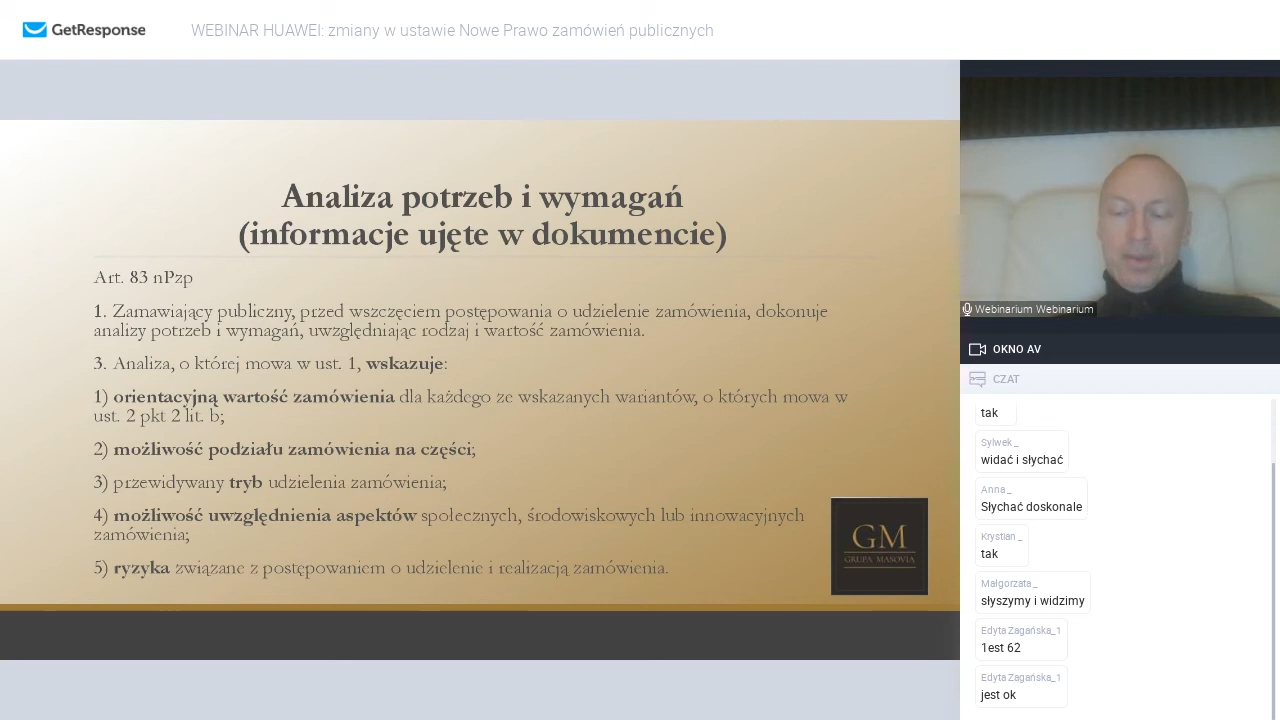 GetResponse
WEBINAR HUAWEI: zmiany w ustawie Nowe Prawo zamówień publicznych
Analiza potrzeb i wymagań
(informacje ujęte w dokumencie)
Art. 83 nPzp
1. Zamawiający publiczny, przed wszczęciem postępowania o udzielenie zamówienia, dokonuje
analizy potrzeb i wymagań, uwzględniając rodzaj i wartość zamówienia.
3. Analiza, o której mowa w ust. 1, wskazuje:
1) orientacyjną wartość zamówienia dla każdego ze wskazanych wariantów, o których mowa w
ust. 2 pkt 2 lit. b;
2) możliwość podziału zamówienia na części;
3) przewidywany tryb udzielenia zamówienia;
4) możliwość uwzględnienia aspektów społecznych, środowiskowych lub innowacyjnych
zamówienia;
5) ryzyka związane z postępowaniem o udzielenie i realizacją zamówienia.
GM
GRUPA MASOVIA
Webinarium Webinarium
OKNO AV
CZAT
tak
Sylwek _
widać i słychać
Anna _
Słychać doskonale
Krystian _
tak
Małgorzata _
słyszymy i widzimy
Edyta Zagańska_1
1est 62
Edyta Zagańska_1
jest ok